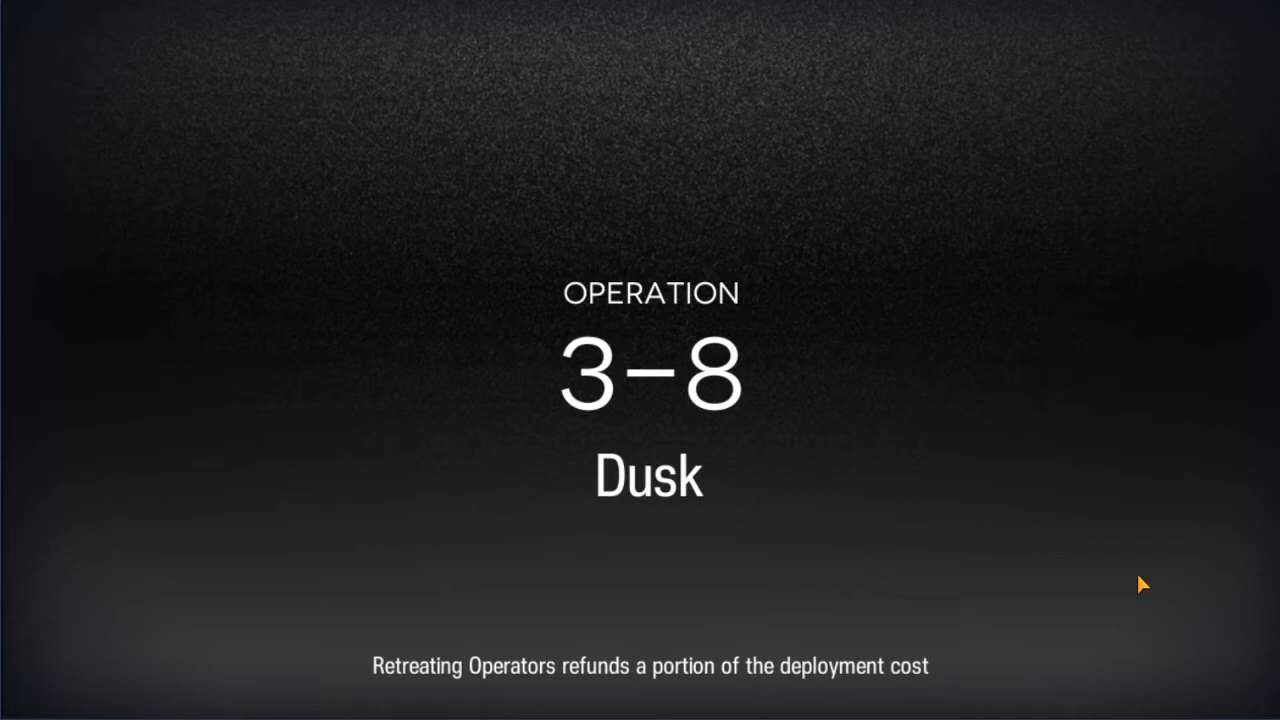 OPERATION
3–8
Dusk
Retreating Operators refunds a portion of the deployment cost